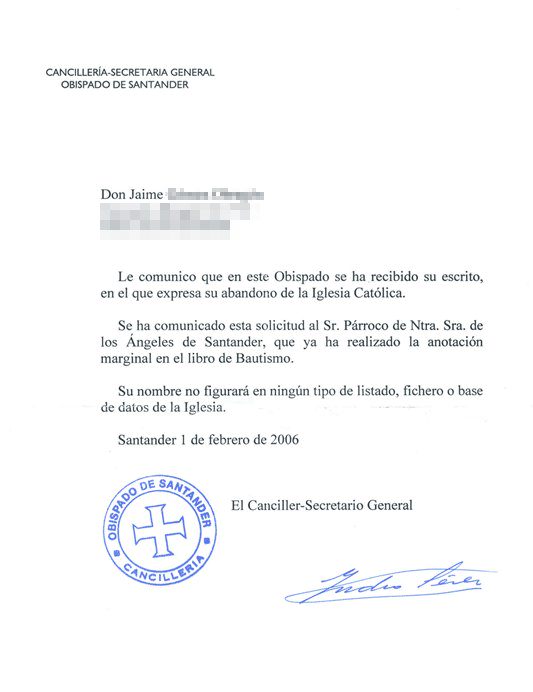 CANCILLERÍA-SECRETARIA GENERAL
OBISPADO DE SANTANDER
Don Jaime
Le comunico que en este Obispado se ha recibido su escrito,
en el que expresa su abandono de la Iglesia Católica.
Se ha comunicado esta solicitud al Sr. Párroco de Ntra. Sra. de
los Ángeles de Santander, que ya ha realizado la anotación
marginal en el libro de Bautismo.
Su nombre no figurará en ningún tipo de listado, fichero o base
de datos de la Iglesia.
Santander 1 de febrero de 2006
El Canciller-Secretario General
OBISPADO DE SANTANDER
CANCILLERIA